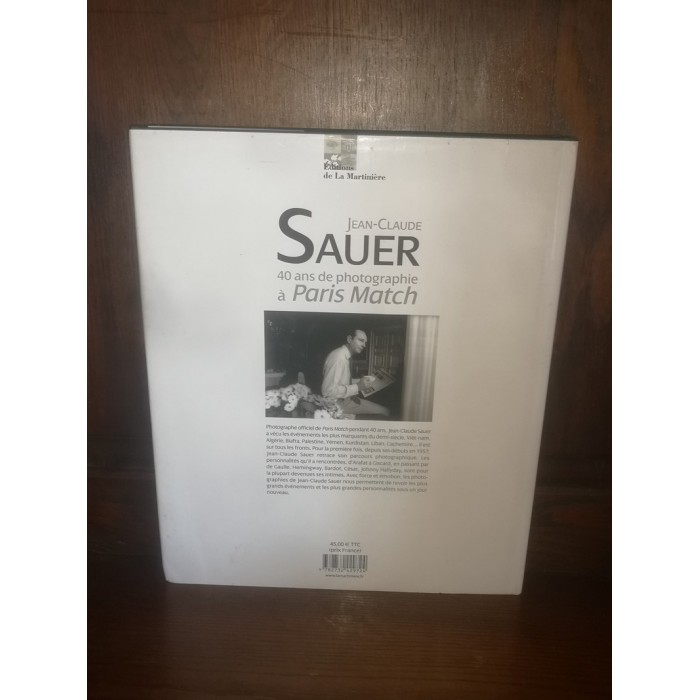 Éditions
de La Martinière
JEAN-CLAUDE
SAUER
40 ans de photographie
à Paris Match
Photographe officiel de Paris Match pendant 40 ans, Jean-Claude Sauer
a vécu les événements les plus marquants du demi-siècle. Viêt-nam,
Algérie, Biafra, Palestine, Yémen, Kurdistan, Liban, Cachemire... il est
sur tous les fronts. Pour la première fois, depuis ses débuts en 1957
Jean-Claude Sauer retrace son parcours photographique. Les
personnalités qu'il a rencontrées, d'Arafat à Giscard, en passant par
de Gaulle, Hemingway, Bardot, César, Johnny Hallyday, sont pour
la plupart devenues ses intimes. Avec force et émotion, les photo-
graphies de Jean-Claude Sauer nous permettent de revoir les plus
grands événements et les plus grandes personnalités sous un jour
nouveau.
45,00 € TTC
(prix France)
www.lamartiniere.fr